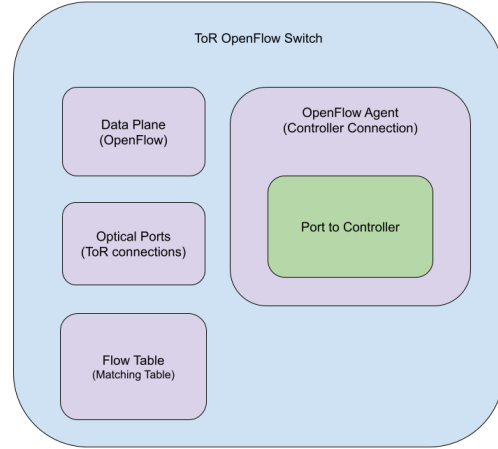 ToR OpenFlow Switch
Data Plane
(OpenFlow)
OpenFlow Agent
(Controller Connection)
Port to Controller
Optical Ports
(ToR connections)
Flow Table
(Matching Table)